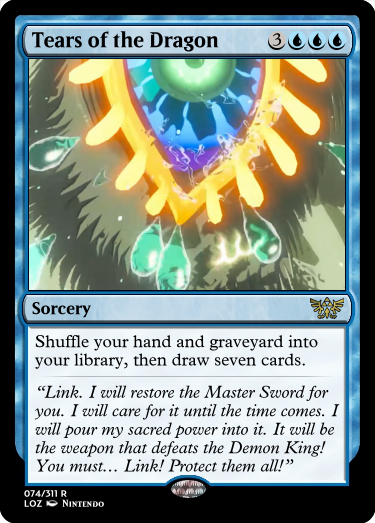 Tears of the Dragon 3
Sorcery
Shuffle your hand and graveyard into
your library, then draw seven cards.
“Link. I will restore the Master Sword for
you. I will care for it until the time comes. I
will pour my sacred power into it. It will be
the weapon that defeats the Demon King!
You must... Link! Protect them all!”
074/311 R
LOZ Nintendo